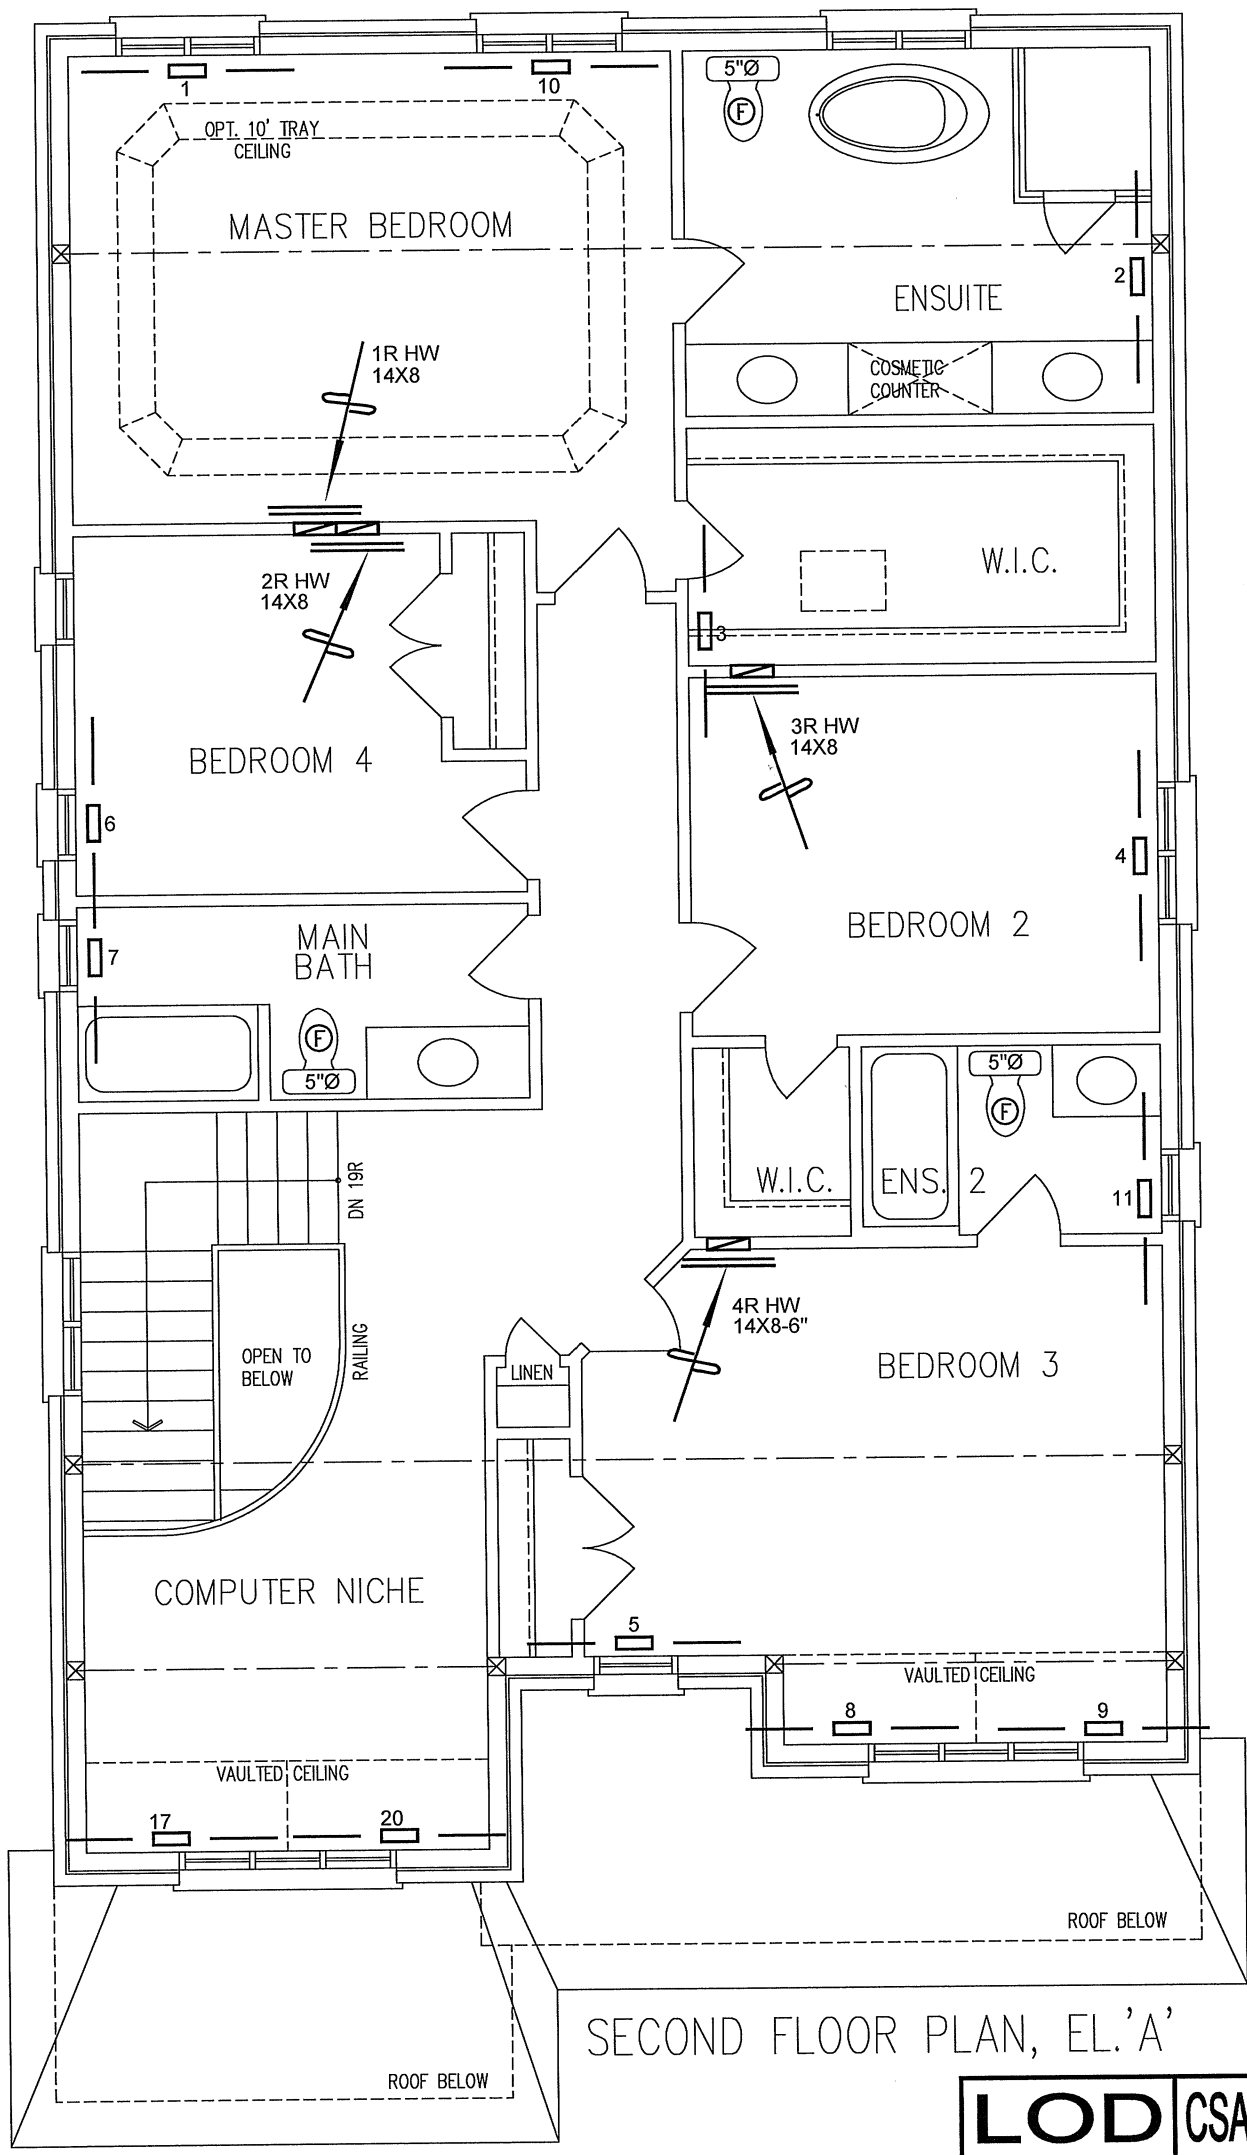 1
10
5"Ø
F
OPT. 10' TRAY
CEILING
MASTER BEDROOM
2
ENSUITE
1R HW
14X8
COSMETIC
COUNTER
W.I.C.
2R HW
14X8
3
3R HW
14X8
BEDROOM 4
6
4
BEDROOM 2
MAIN
BATH
7
F
5"Ø
5"Ø
F
DN 19R
W.I.C.
ENS. 2
11
4R HW
14X8-6"
OPEN TO
BELOW
RAILING
LINEN
BEDROOM 3
COMPUTER NICHE
5
VAULTED CEILING
8
9
VAULTED CEILING
17
20
ROOF BELOW
SECOND FLOOR PLAN, EL.'A'
ROOF BELOW
LOD
CSA